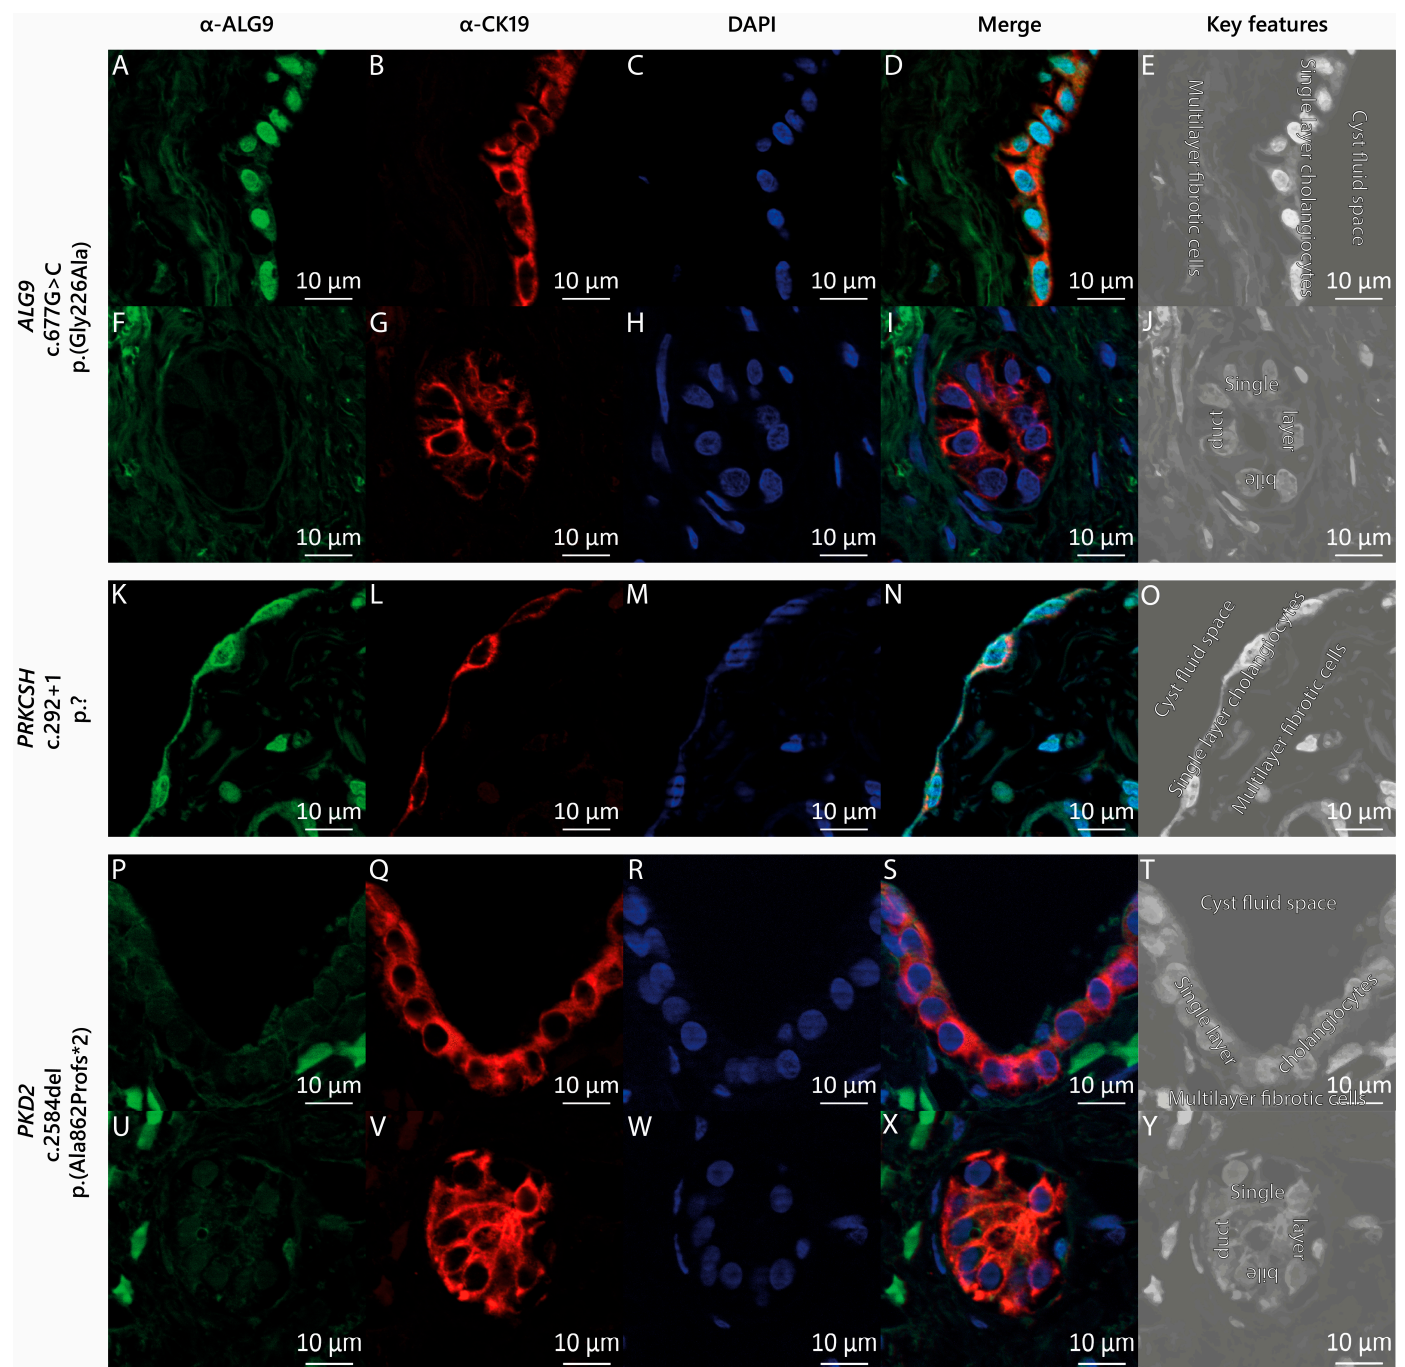 α-ALG9 α-CK19 DAPI Merge Key features
ALG9
c.677G>C
p.(Gly226Ala)
A B C D E
Multilayer fibrotic cells
Single layer cholangiocytes
Cyst fluid space
10 µm 10 µm 10 µm 10 µm 10 µm
F G H I J
Single
layer
bile
duct
10 µm 10 µm 10 µm 10 µm 10 µm
PRKCSH
c.292+1
p.?
K L M N O
Cyst fluid space
Single layer cholangiocytes
Multilayer fibrotic cells
10 µm 10 µm 10 µm 10 µm 10 µm
PKD2
c.2584del
p.(Ala862Profs*2)
P Q R S T
Cyst fluid space
Single layer
cholangiocytes
10 µm 10 µm 10 µm 10 µm 10 µm
Multilayer fibrotic cells
U V W X Y
Single
layer
bile
duct
10 µm 10 µm 10 µm 10 µm 10 µm